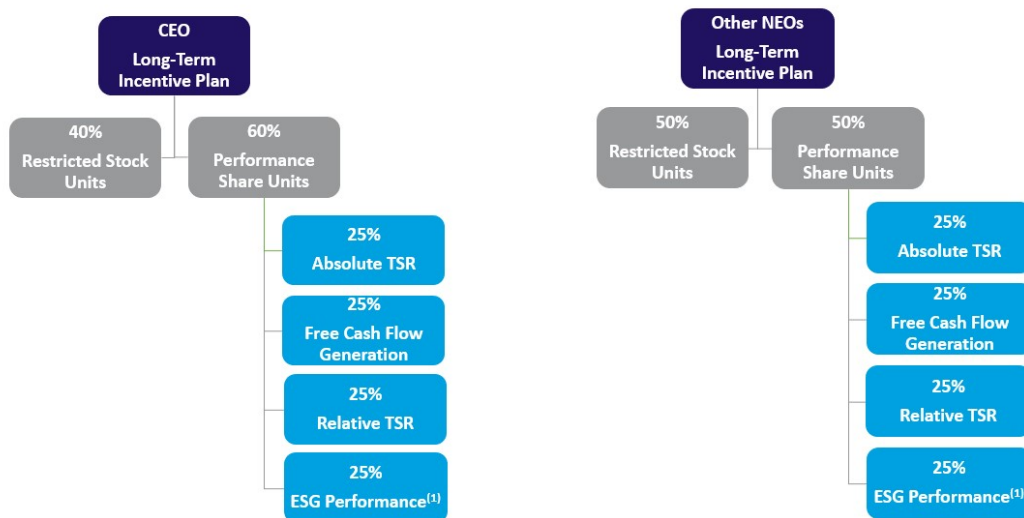 CEO
Long-Term
Incentive Plan
40%
Restricted Stock
Units
60%
Performance
Share Units
25%
Absolute TSR
25%
Free Cash Flow
Generation
25%
Relative TSR
25%
ESG Performance(1)
Other NEOs
Long-Term
Incentive Plan
50%
Restricted Stock
Units
50%
Performance
Share Units
25%
Absolute TSR
25%
Free Cash Flow
Generation
25%
Relative TSR
25%
ESG Performance(1)